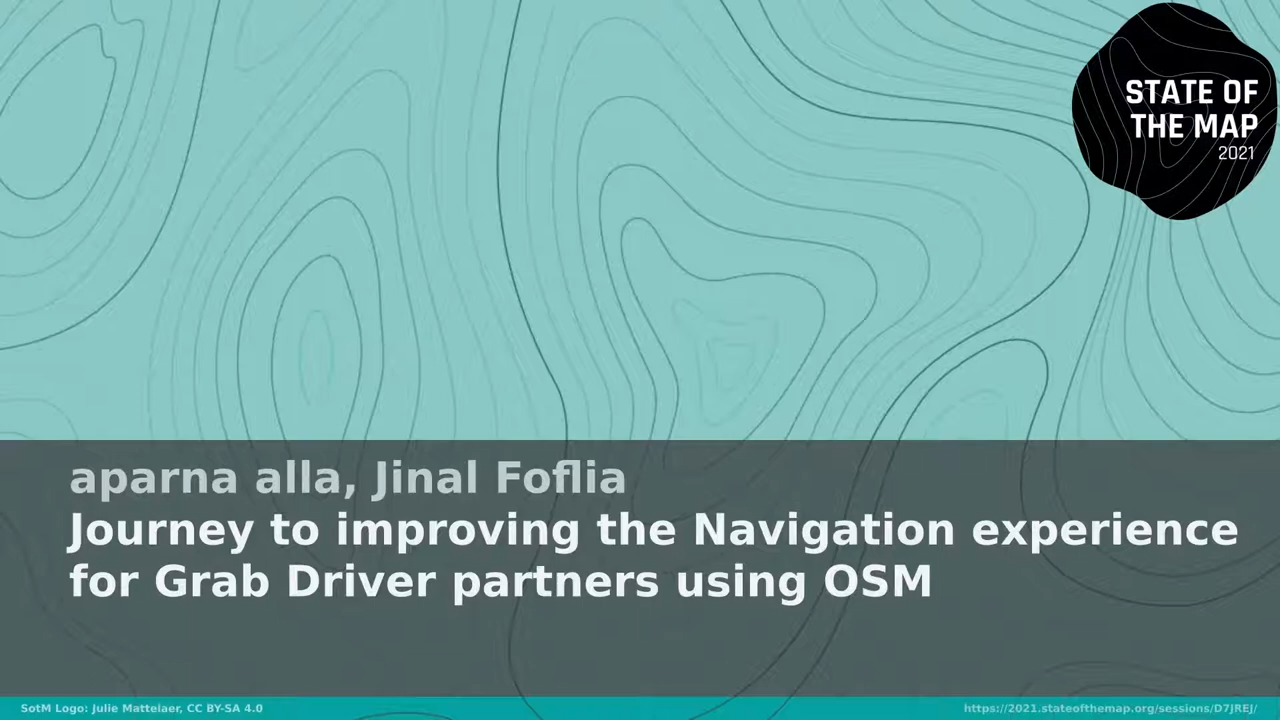 STATE OF
THE MAP
2021
aparna alla, Jinal Foflia
Journey to improving the Navigation experience
for Grab Driver partners using OSM
SotM Logo: Julie Mattelaer, CC BY-SA 4.0
https://2021.stateofthemap.org/sessions/D7JREJ/